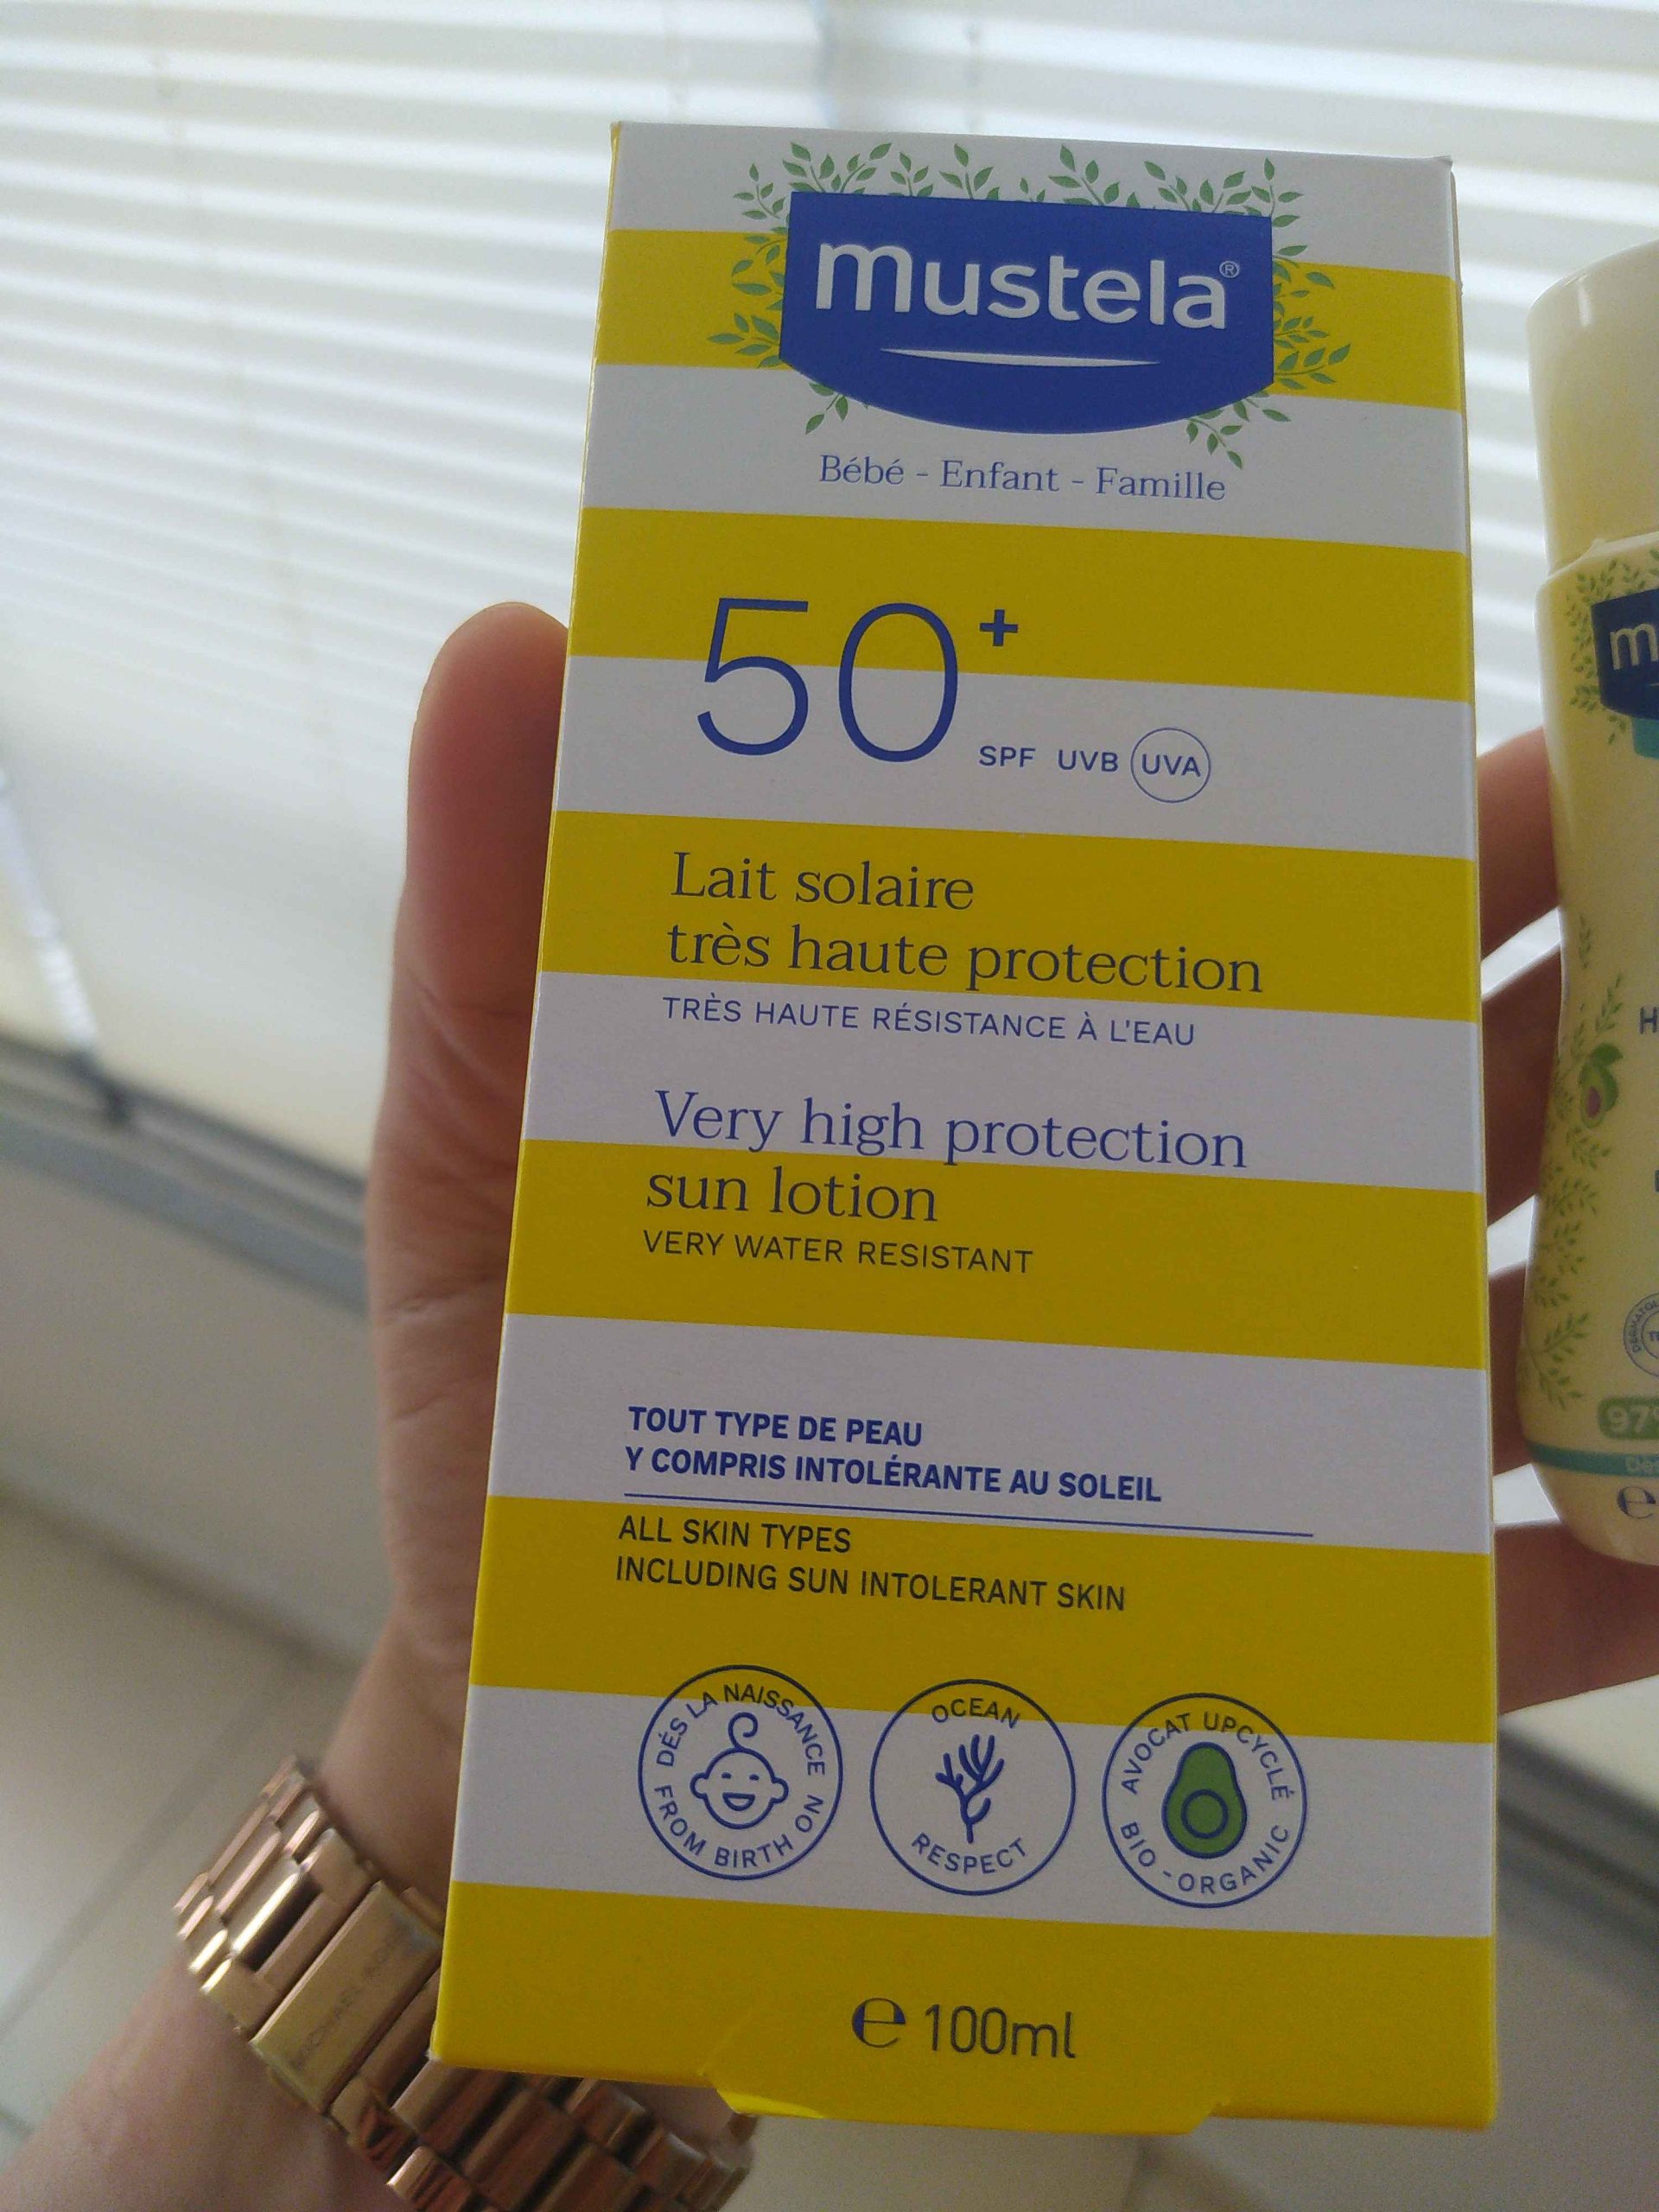 mustela®
Bébé - Enfant - Famille
50+
SPF UVB UVA
Lait solaire
très haute protection
TRÈS HAUTE RÉSISTANCE À L'EAU
Very high protection
sun lotion
VERY WATER RESISTANT
TOUT TYPE DE PEAU
Y COMPRIS INTOLÉRANTE AU SOLEIL
ALL SKIN TYPES
INCLUDING SUN INTOLERANT SKIN
DÈS LA NAISSANCE
FROM BIRTH ON
OCEAN
RESPECT
AVOCAT UPCYCLÉ
BIO - ORGANIC
e 100ml